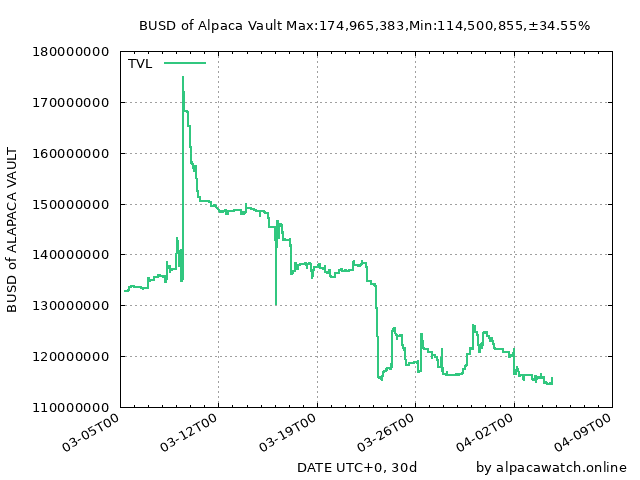 BUSD of Alpaca Vault Max:174,965,383,Min:114,500,855,±34.55%
TVL
180000000
170000000
160000000
150000000
140000000
130000000
120000000
110000000
BUSD of ALAPACA VAULT
03-05T00
03-12T00
03-19T00
03-26T00
04-02T00
04-09T00
DATE UTC+0, 30d
by alpacawatch.online